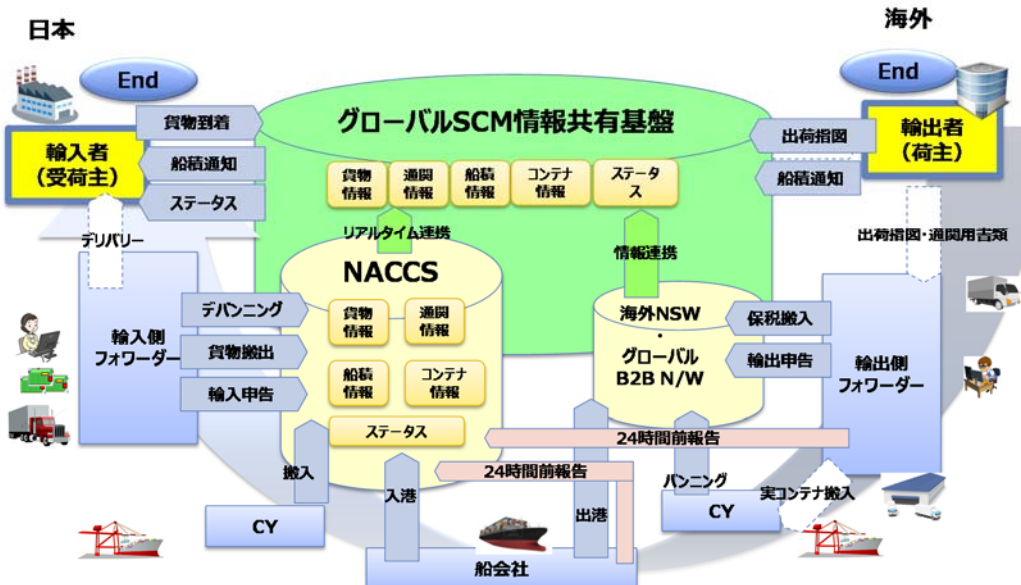 日本
海外
End
End
グローバルSCM情報共有基盤
輸入者
（受荷主）
輸出者
（荷主）
貨物到着
船積通知
ステータス
出荷指図
船積通知
貨物
情報
通関
情報
船積
情報
コンテナ
情報
ステータ
ス
デリバリー
リアルタイム連携
情報連携
出荷指図・通関用書類
NACCS
貨物
情報
通関
情報
船積
情報
コンテナ
情報
ステータス
海外NSW
・
グローバル
B2B N/W
輸入側
フォワーダー
デバンニング
貨物搬出
輸入申告
保税搬入
輸出申告
輸出側
フォワーダー
24時間前報告
24時間前報告
搬入
入港
出港
バンニング
実コンテナ搬入
CY
CY
船会社